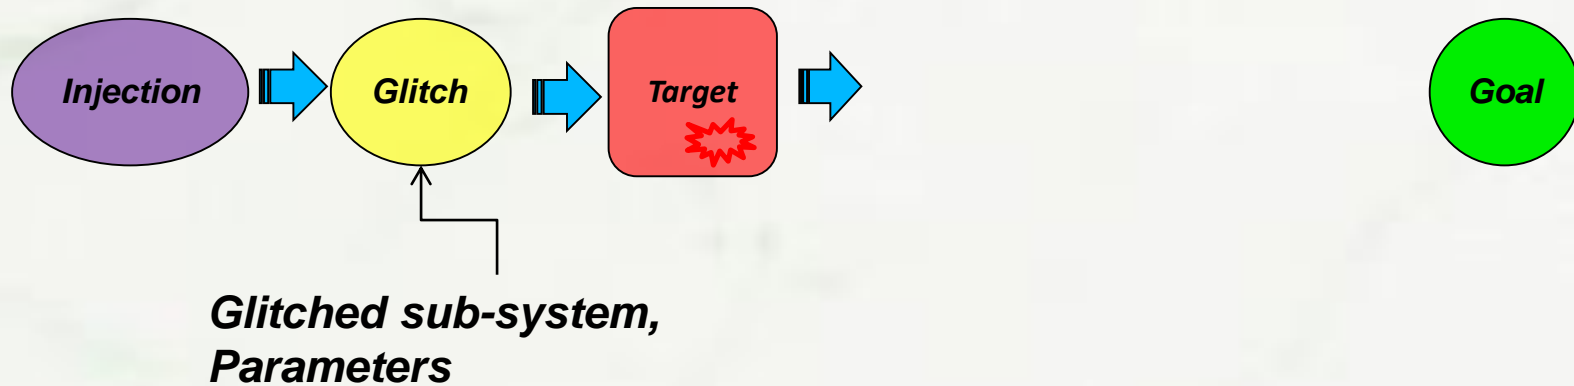 Injection
Glitch
Target
Goal
Glitched sub-system,
Parameters